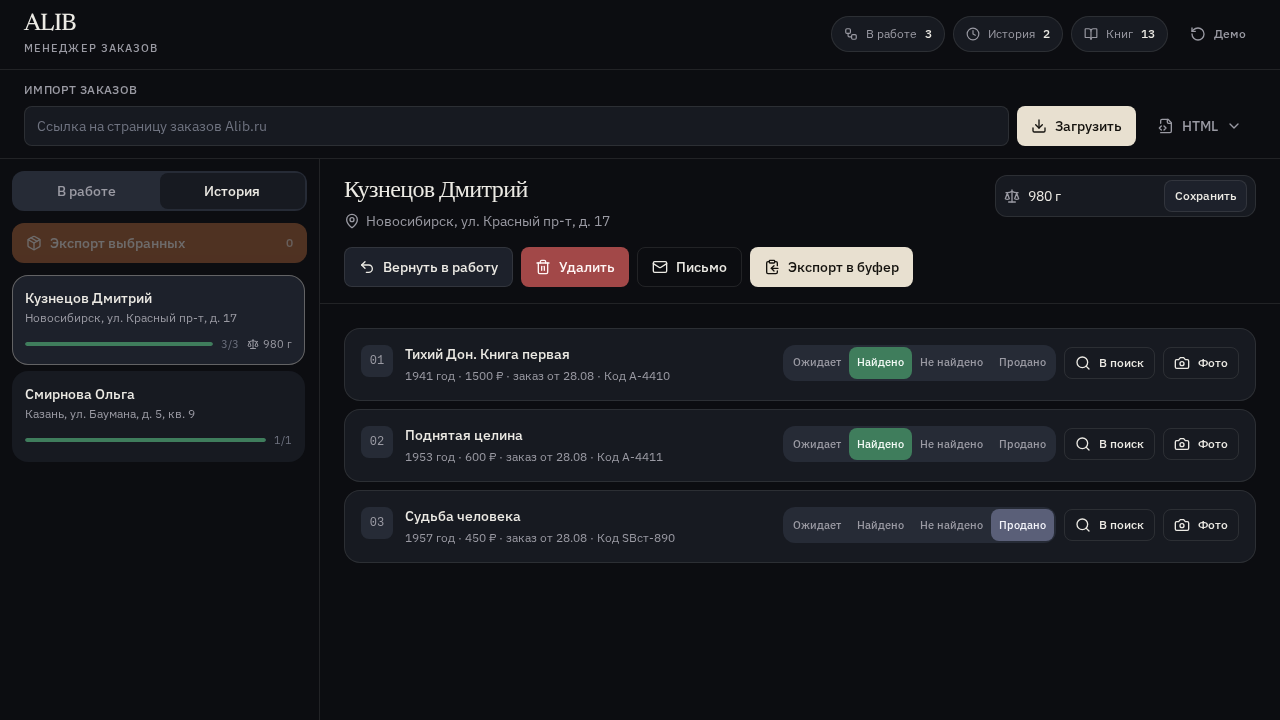 ALIB
МЕНЕДЖЕР ЗАКАЗОВ
В работе 3
История 2
Книг 13
Демо
ИМПОРТ ЗАКАЗОВ
Ссылка на страницу заказов Alib.ru
Загрузить
HTML
В работе
История
Экспорт выбранных 0
Кузнецов Дмитрий
Новосибирск, ул. Красный пр-т, д. 17
3/3 980 г
Смирнова Ольга
Казань, ул. Баумана, д. 5, кв. 9
1/1
Кузнецов Дмитрий
Новосибирск, ул. Красный пр-т, д. 17
980 г
Сохранить
Вернуть в работу
Удалить
Письмо
Экспорт в буфер
01
Тихий Дон. Книга первая
1941 год · 1500 ₽ · заказ от 28.08 · Код A-4410
Ожидает Найдено Не найдено Продано
В поиск
Фото
02
Поднятая целина
1953 год · 600 ₽ · заказ от 28.08 · Код A-4411
Ожидает Найдено Не найдено Продано
В поиск
Фото
03
Судьба человека
1957 год · 450 ₽ · заказ от 28.08 · Код SBст-890
Ожидает Найдено Не найдено Продано
В поиск
Фото